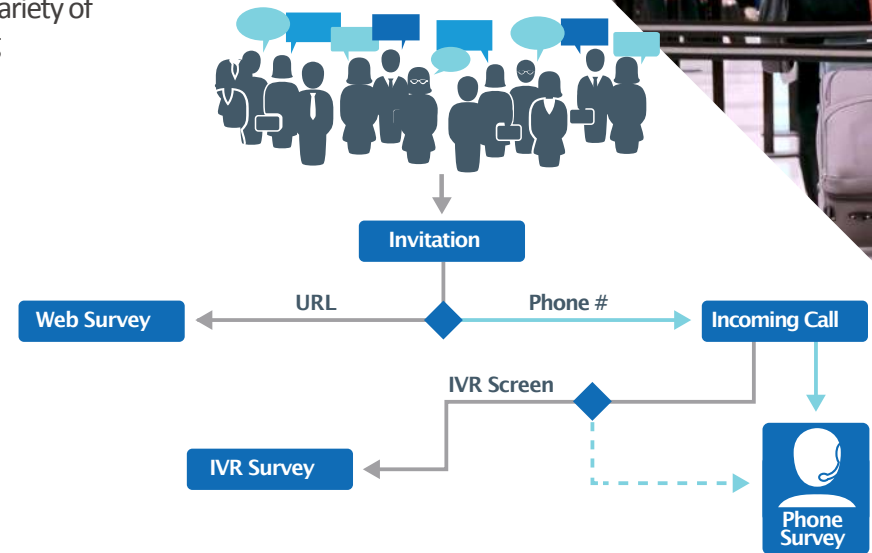 ariety of
Invitation
URL
Phone #
Web Survey
Incoming Call
IVR Screen
IVR Survey
Phone
Survey